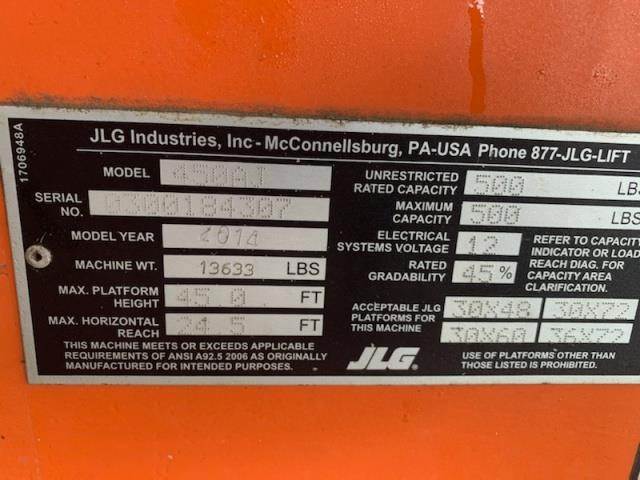 1706948A
JLG Industries, Inc - McConnellsburg, PA-USA Phone 877-JLG-LIFT
MODEL 450AJ
SERIAL NO. 0300184307
MODEL YEAR 2014
MACHINE WT. 13633 LBS
MAX. PLATFORM HEIGHT 45.0 FT
MAX. HORIZONTAL REACH 24.5 FT
THIS MACHINE MEETS OR EXCEEDS APPLICABLE
REQUIREMENTS OF ANSI A92.5 2006 AS ORIGINALLY
MANUFACTURED FOR INTENDED PURPOSES.
UNRESTRICTED RATED CAPACITY 500 LBS
MAXIMUM CAPACITY 500 LBS
ELECTRICAL SYSTEMS VOLTAGE 12
RATED GRADABILITY 45%
REFER TO CAPACITY
INDICATOR OR LOAD
REACH DIAG. FOR
CAPACITY AREA
CLARIFICATION.
ACCEPTABLE JLG
PLATFORMS FOR
THIS MACHINE
30X48 30X72
30X60 36X72
JLG®
USE OF PLATFORMS OTHER THAN
THOSE LISTED IS PROHIBITED.